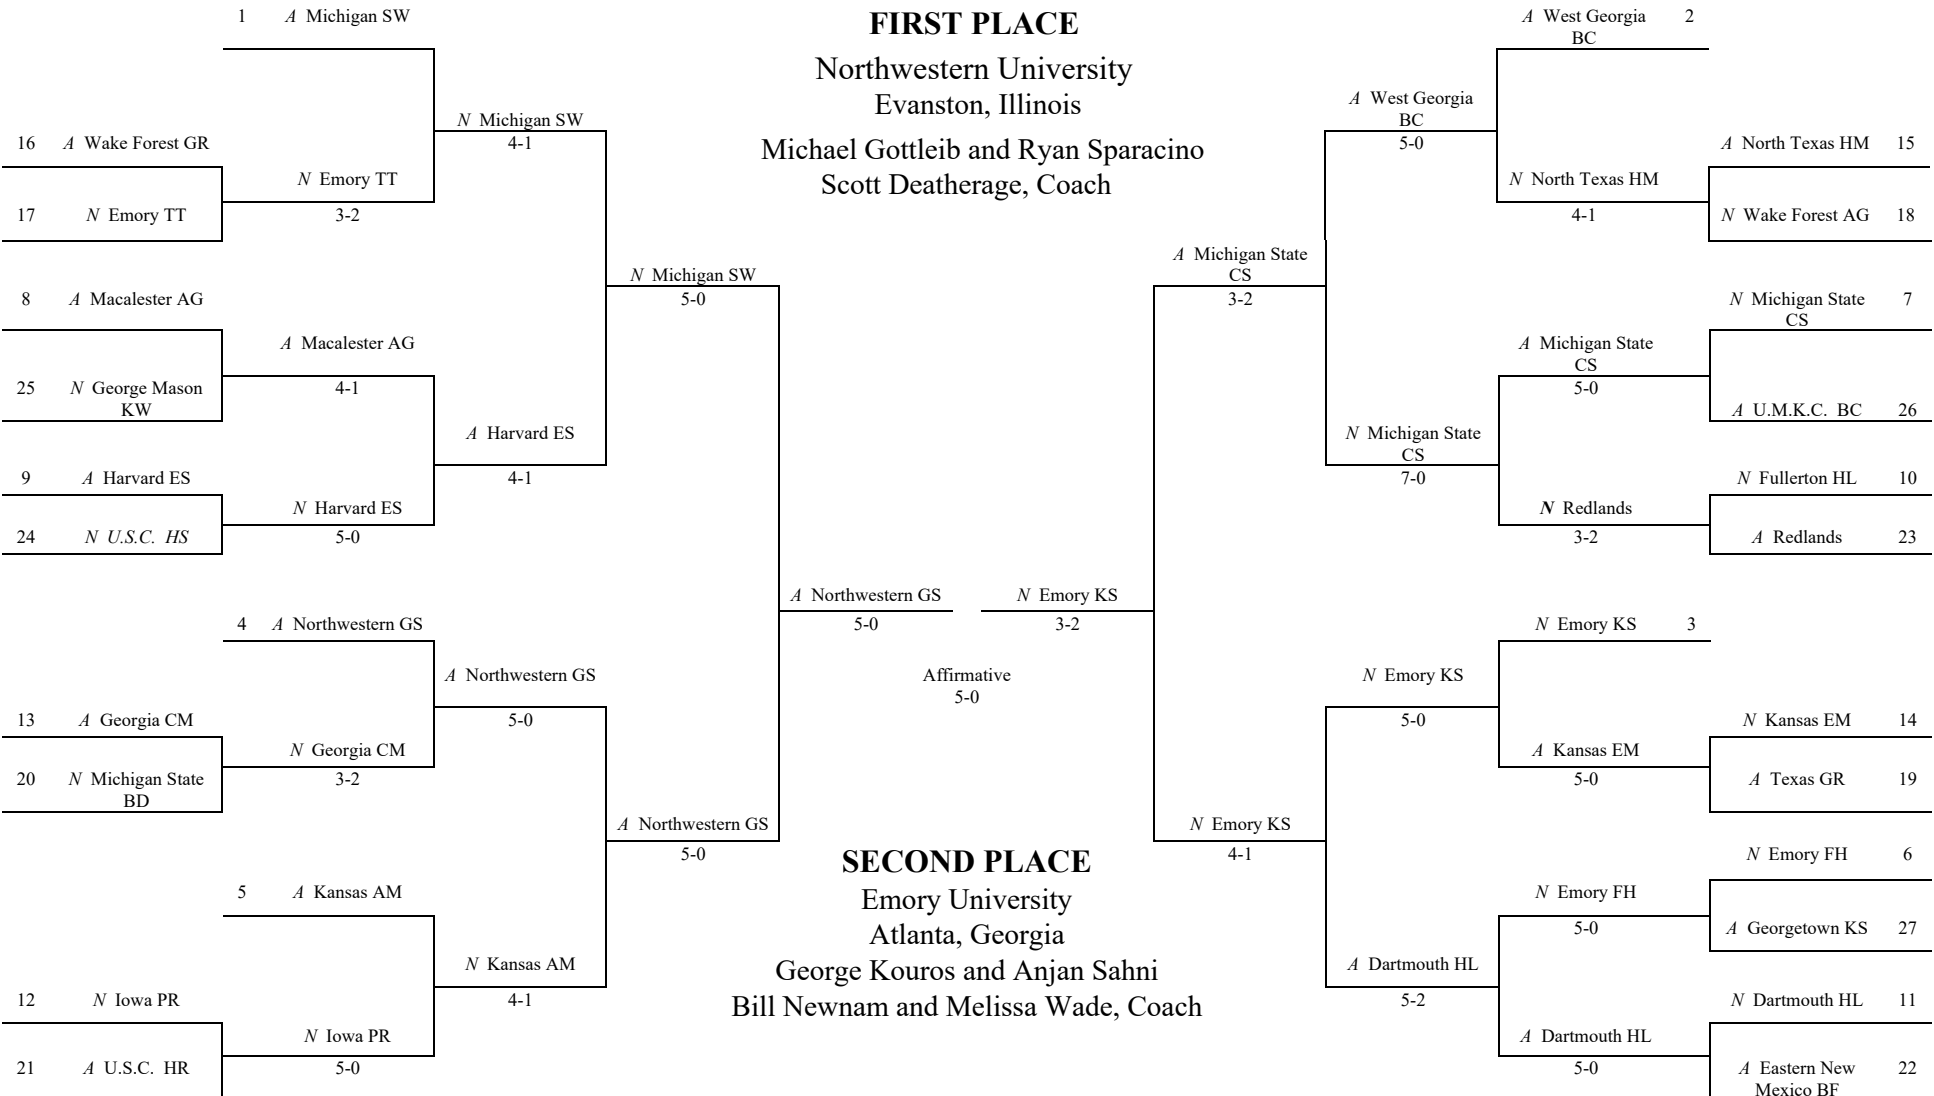 1 A Michigan SW
16 A Wake Forest GR
N Emory TT
17 N Emory TT
3-2
N Michigan SW
4-1
8 A Macalester AG
A Macalester AG
25 N George Mason
KW
4-1
9 A Harvard ES
N Harvard ES
24 N U.S.C. HS
5-0
A Harvard ES
4-1
N Michigan SW
5-0
4 A Northwestern GS
13 A Georgia CM
N Georgia CM
20 N Michigan State
BD
3-2
A Northwestern GS
5-0
5 A Kansas AM
12 N Iowa PR
N Iowa PR
21 A U.S.C. HR
5-0
N Kansas AM
4-1
A Northwestern GS
5-0
A Northwestern GS
5-0
FIRST PLACE
Northwestern University
Evanston, Illinois
Michael Gottleib and Ryan Sparacino
Scott Deatherage, Coach
Affirmative
5-0
SECOND PLACE
Emory University
Atlanta, Georgia
George Kouros and Anjan Sahni
Bill Newnam and Melissa Wade, Coach
N Emory KS
3-2
A Michigan State
CS
3-2
A West Georgia
BC
5-0
A West Georgia 2
BC
A North Texas HM 15
N North Texas HM
4-1
N Wake Forest AG 18
N Michigan State 7
CS
A Michigan State
CS
5-0
A U.M.K.C. BC 26
N Michigan State
CS
7-0
N Fullerton HL 10
N Redlands
3-2
A Redlands 23
N Emory KS 3
N Emory KS
5-0
N Kansas EM 14
A Kansas EM
5-0
A Texas GR 19
N Emory KS
4-1
N Emory FH 6
N Emory FH
5-0
A Georgetown KS 27
A Dartmouth HL
5-2
N Dartmouth HL 11
A Dartmouth HL
5-0
A Eastern New 22
Mexico BF